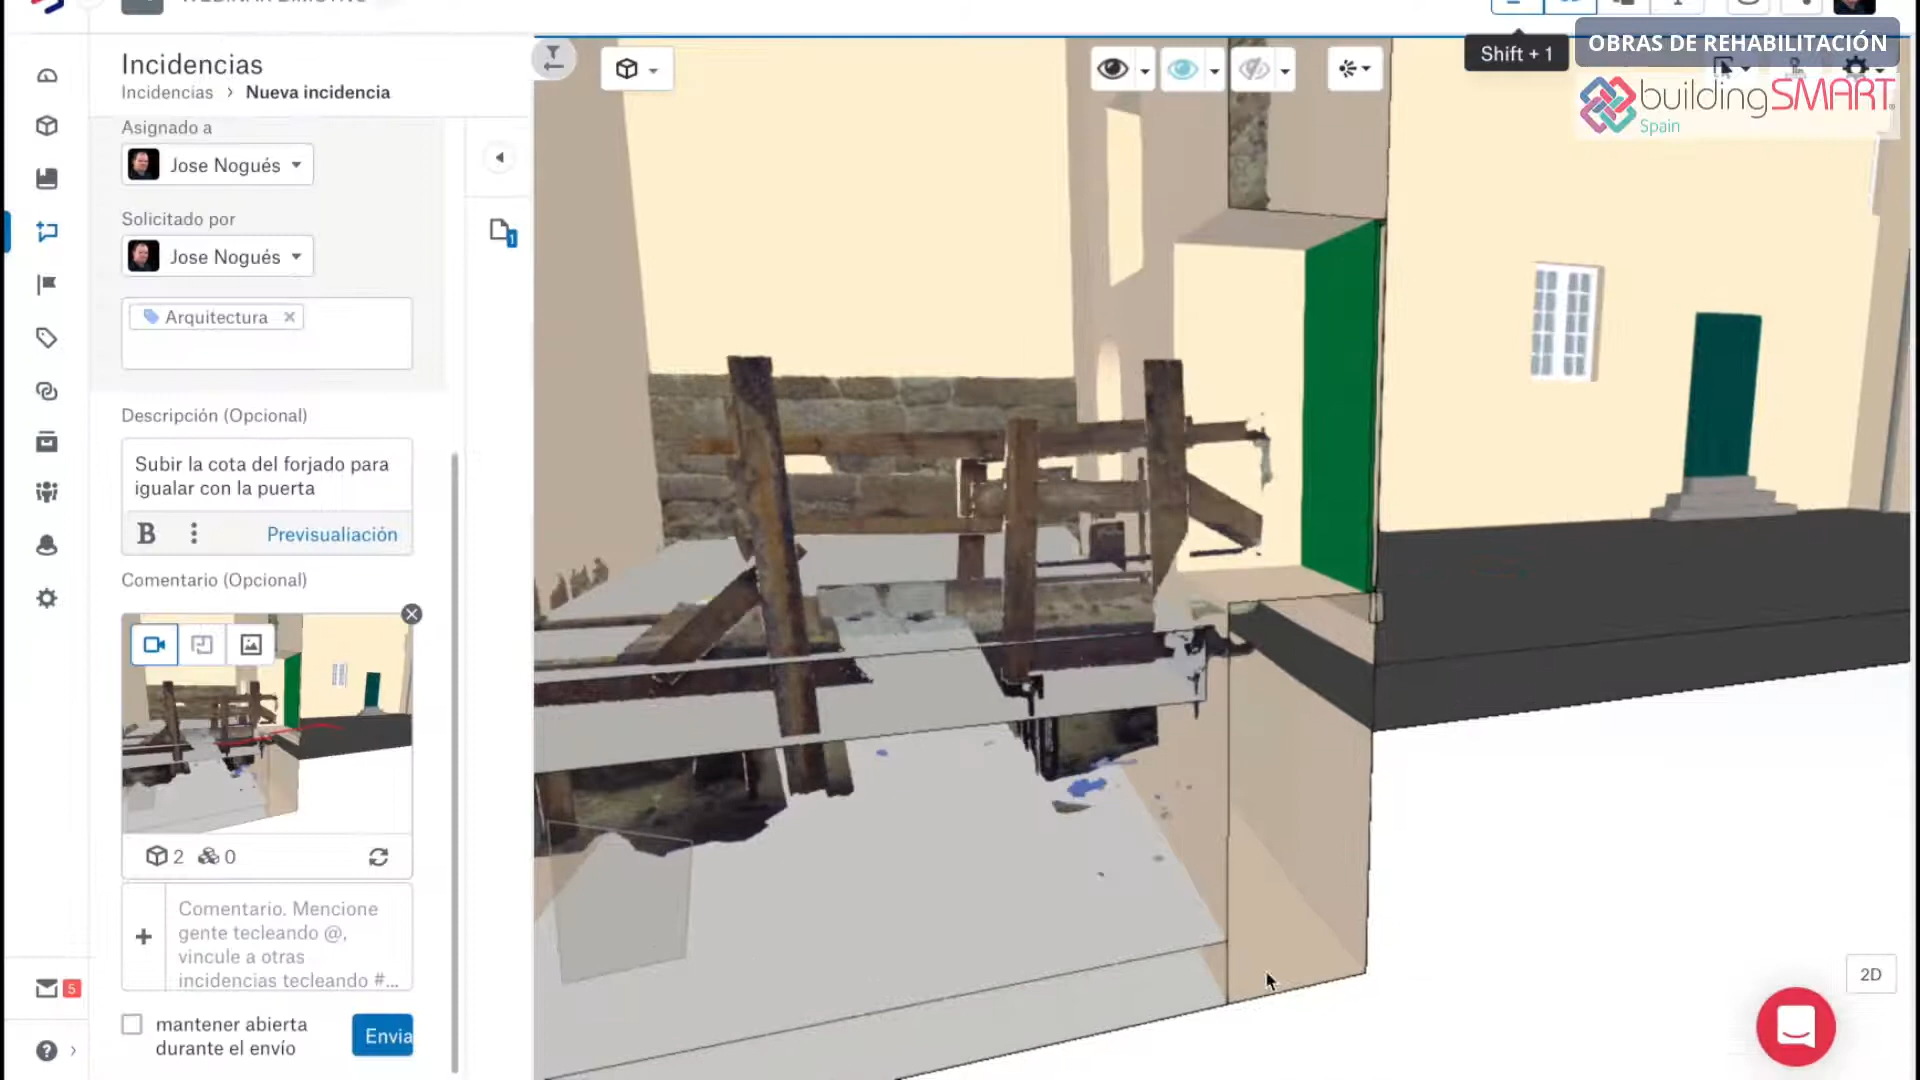 Incidencias
Incidencias > Nueva incidencia
Asignado a
Jose Nogués
Solicitado por
Jose Nogués
Arquitectura
Descripción (Opcional)
Subir la cota del forjado para
igualar con la puerta
B
Previsualiación
Comentario (Opcional)
2 0
Comentario. Mencione
gente tecleando @,
vincule a otras
incidencias tecleando #...
mantener abierta
durante el envío
Envia
5
1
Shift + 1
OBRAS DE REHABILITACIÓN
buildingSMART
Spain
2D